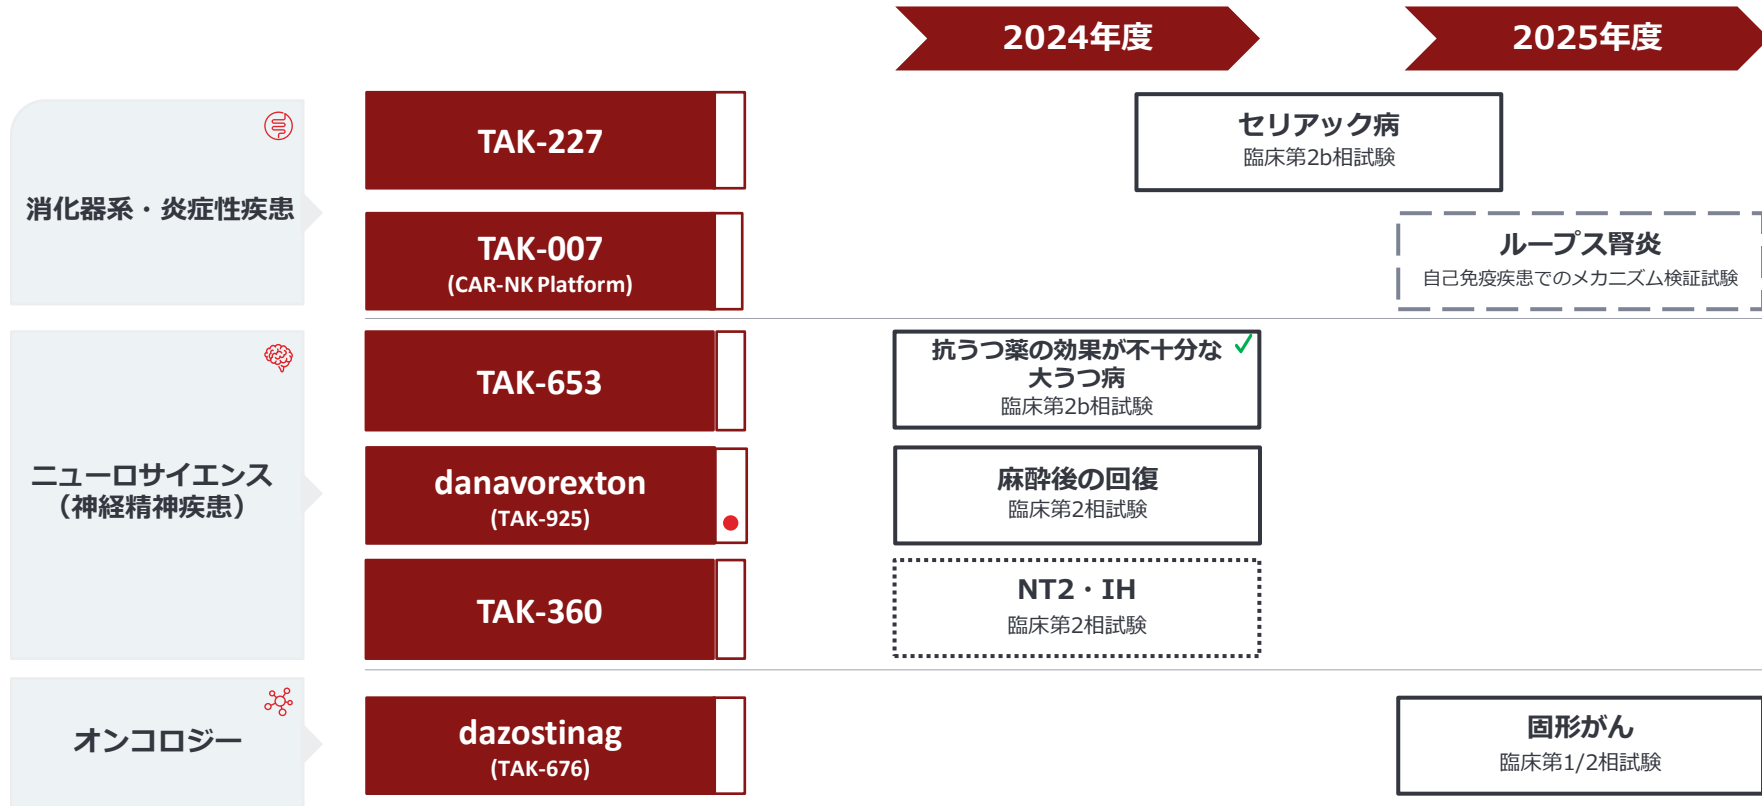 2024年度
2025年度
消化器系・炎症性疾患
TAK-227
セリアック病
臨床第2b相試験
TAK-007
(CAR-NK Platform)
ループス腎炎
自己免疫疾患でのメカニズム検証試験
ニューロサイエンス
（神経精神疾患）
TAK-653
抗うつ薬の効果が不十分な
大うつ病
臨床第2b相試験
danavorexton
(TAK-925)
麻酔後の回復
臨床第2相試験
TAK-360
NT2・IH
臨床第2相試験
オンコロジー
dazostinag
(TAK-676)
固形がん
臨床第1/2相試験